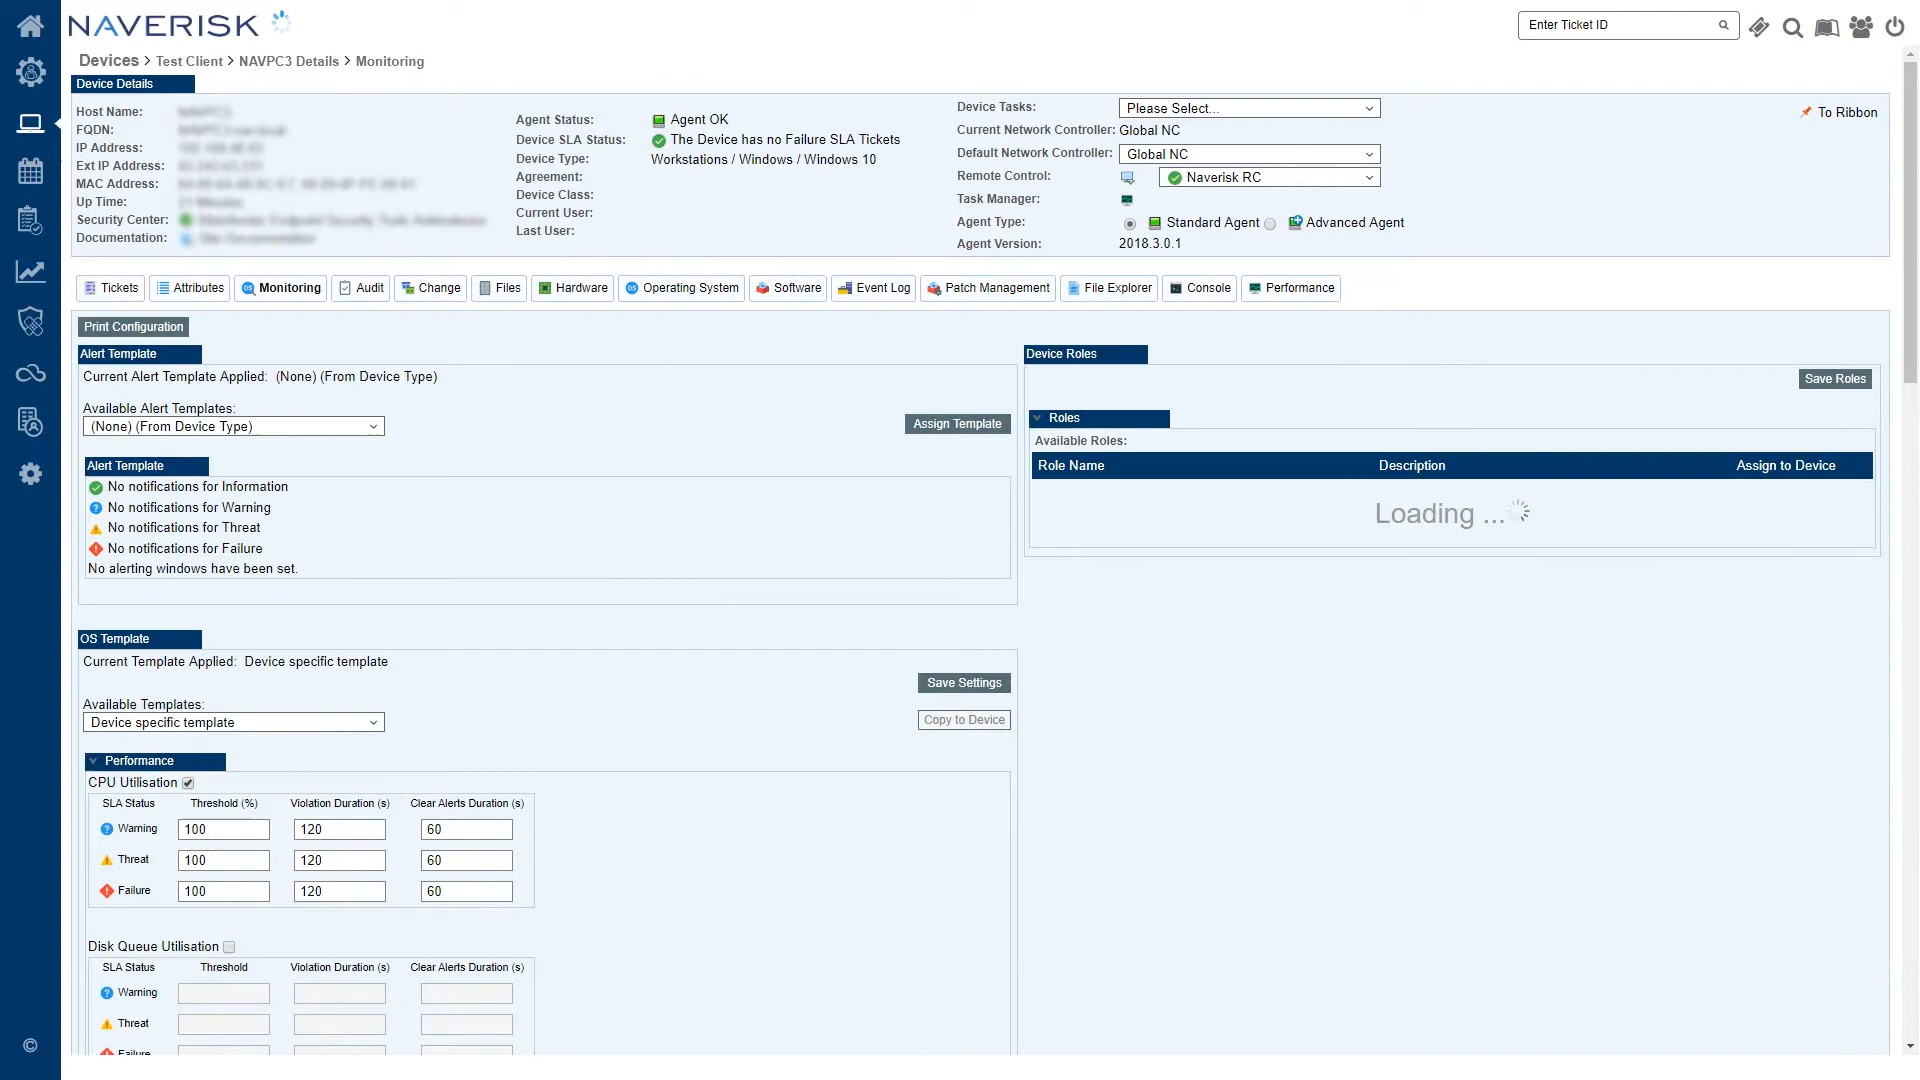 NAVERISK
Enter Ticket ID
Devices > Test Client > NAVPC3 Details > Monitoring
Device Details
Host Name:
FQDN:
IP Address:
Ext IP Address:
MAC Address:
Up Time:
Security Center:
Documentation:
Agent Status: Agent OK
Device SLA Status: The Device has no Failure SLA Tickets
Device Type: Workstations / Windows / Windows 10
Agreement:
Device Class:
Current User:
Last User:
Device Tasks: Please Select...
Current Network Controller: Global NC
Default Network Controller: Global NC
Remote Control: Naverisk RC
Task Manager:
Agent Type: Standard Agent Advanced Agent
Agent Version: 2018.3.0.1
To Ribbon
Tickets Attributes Monitoring Audit Change Files Hardware Operating System Software Event Log Patch Management File Explorer Console Performance
Print Configuration
Alert Template
Current Alert Template Applied: (None) (From Device Type)
Available Alert Templates:
(None) (From Device Type)
Assign Template
Alert Template
No notifications for Information
No notifications for Warning
No notifications for Threat
No notifications for Failure
No alerting windows have been set.
Device Roles
Save Roles
Roles
Available Roles:
Role Name Description Assign to Device
Loading ...
OS Template
Current Template Applied: Device specific template
Save Settings
Available Templates:
Device specific template
Copy to Device
Performance
CPU Utilisation
SLA Status Threshold (%) Violation Duration (s) Clear Alerts Duration (s)
Warning 100 120 60
Threat 100 120 60
Failure 100 120 60
Disk Queue Utilisation
SLA Status Threshold Violation Duration (s) Clear Alerts Duration (s)
Warning
Threat
Failure
©